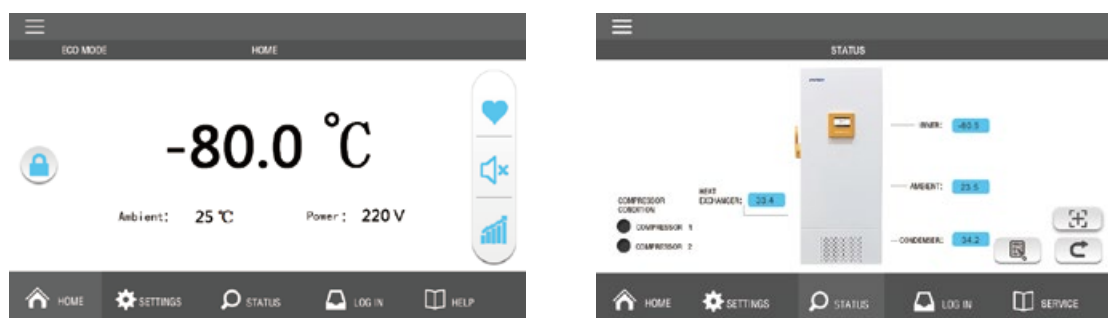 ECO MODE HOME
-80.0 ℃
Ambient: 25 ℃ Power: 220 V
HOME SETTINGS STATUS LOG IN HELP
STATUS
INNER: -80.5
AMBIENT: 23.5
HEAT
EXCHANGER: 33.4
COMPRESSOR
CONDITION
COMPRESSOR 1
COMPRESSOR 2
CONDENSER: 34.2
HOME SETTINGS STATUS LOG IN SERVICE